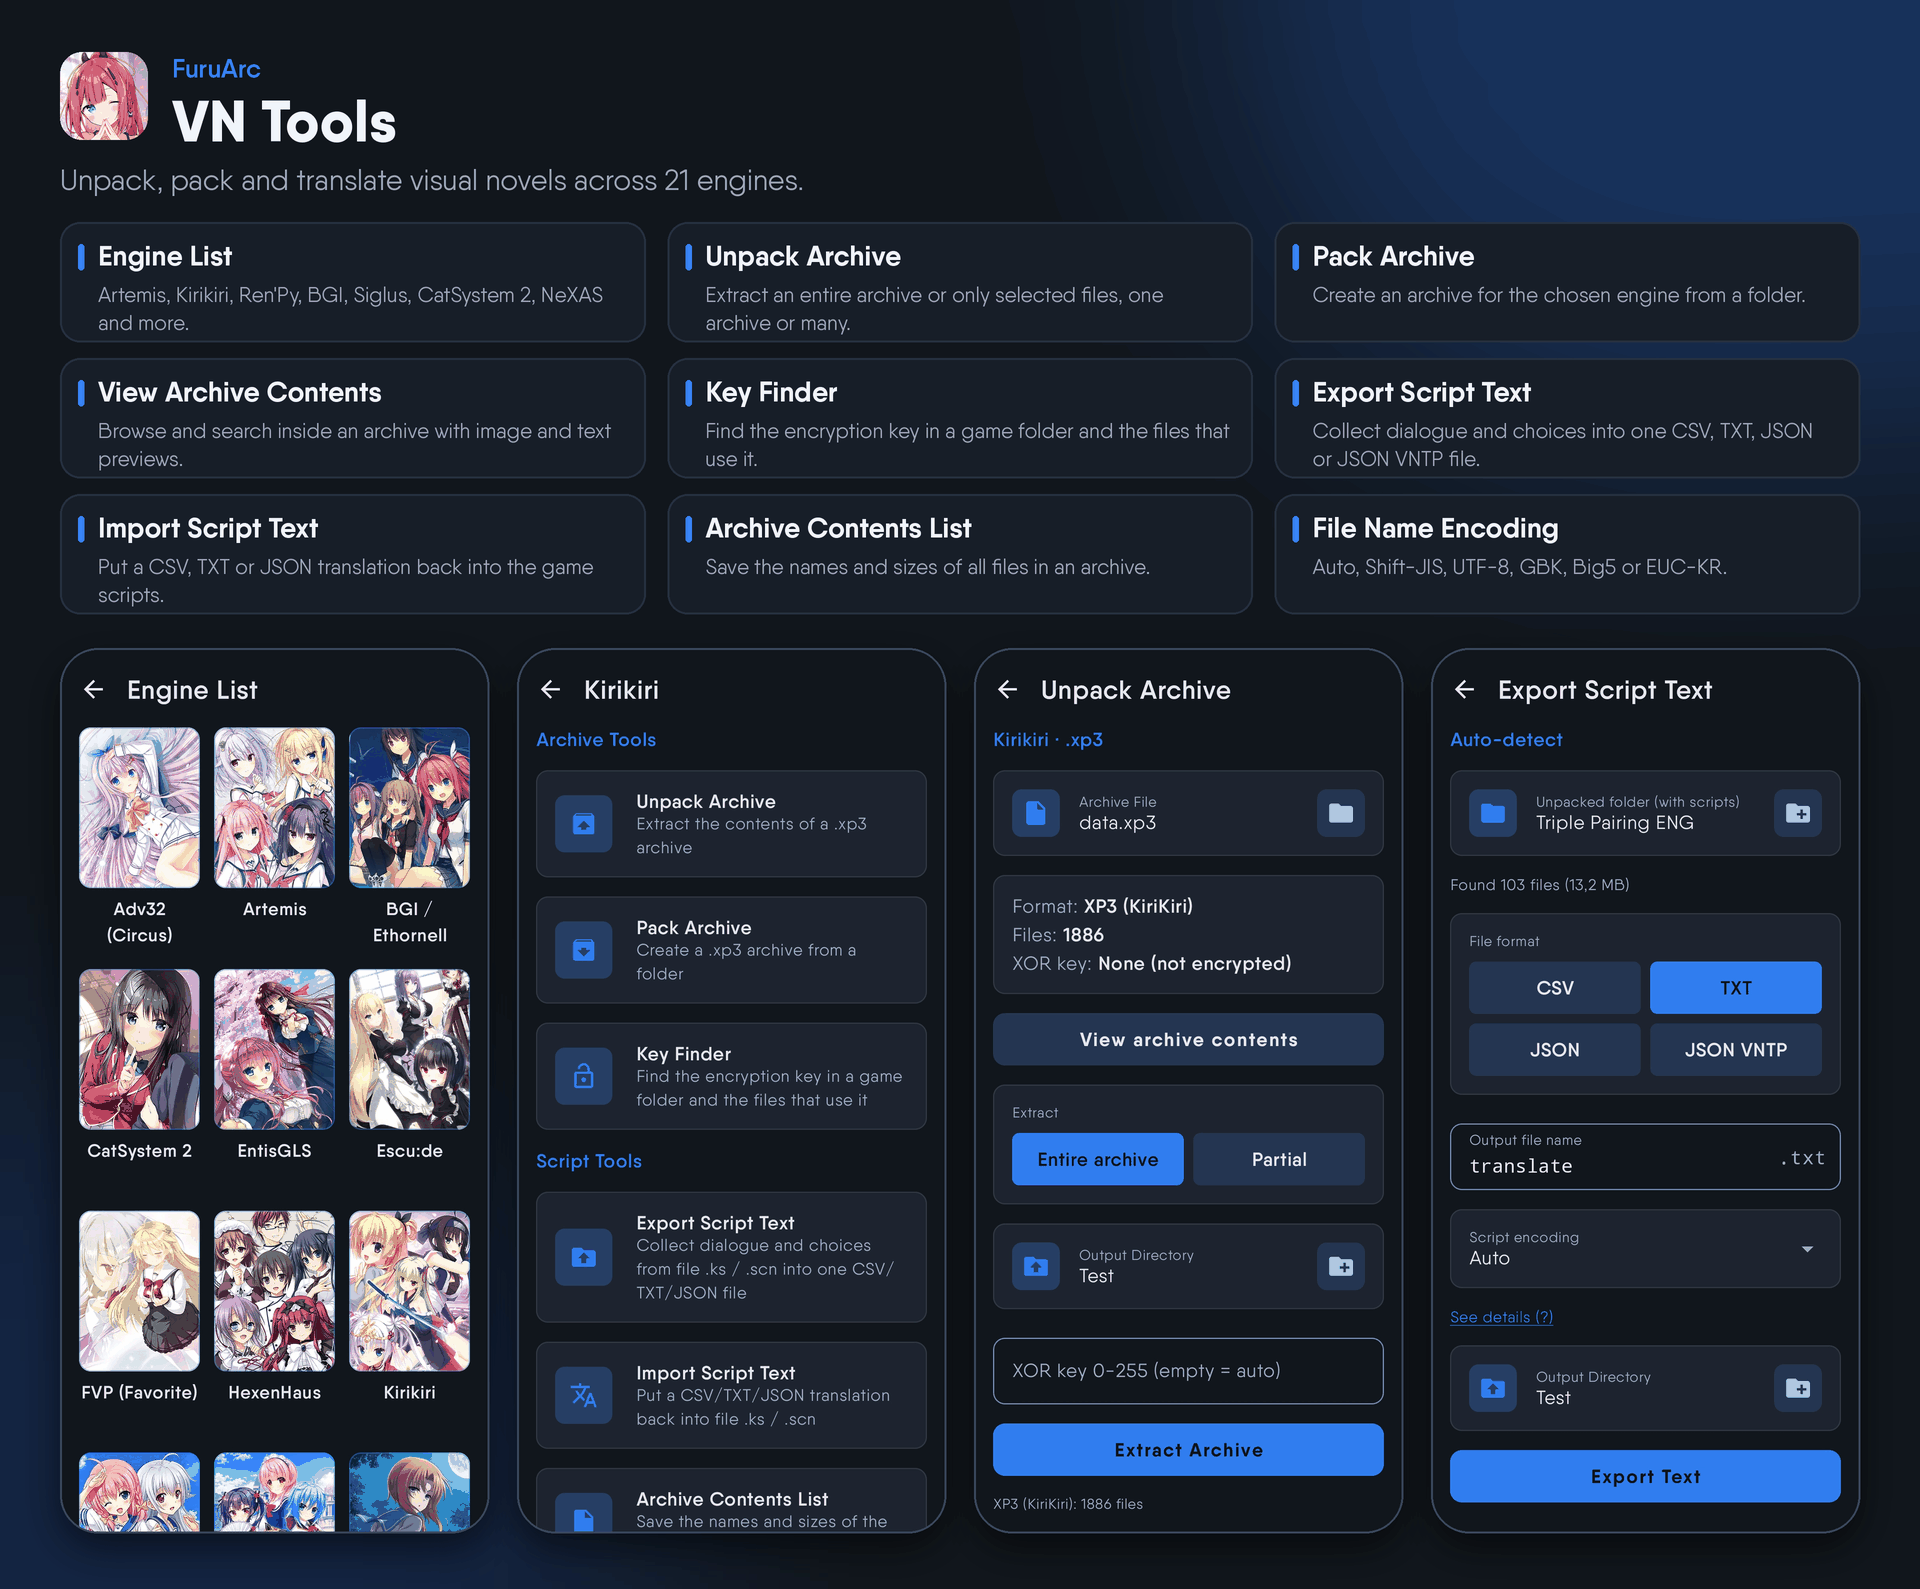 FuruArc
VN Tools
Unpack, pack and translate visual novels across 21 engines.
Engine List
Artemis, Kirikiri, Ren'Py, BGI, Siglus, CatSystem 2, NeXAS
and more.
Unpack Archive
Extract an entire archive or only selected files, one
archive or many.
Pack Archive
Create an archive for the chosen engine from a folder.
View Archive Contents
Browse and search inside an archive with image and text
previews.
Key Finder
Find the encryption key in a game folder and the files that
use it.
Export Script Text
Collect dialogue and choices into one CSV, TXT, JSON
or JSON VNTP file.
Import Script Text
Put a CSV, TXT or JSON translation back into the game
scripts.
Archive Contents List
Save the names and sizes of all files in an archive.
File Name Encoding
Auto, Shift-JIS, UTF-8, GBK, Big5 or EUC-KR.
Engine List
Adv32
(Circus)
Artemis
BGI /
Ethornell
CatSystem 2
EntisGLS
Escu:de
FVP (Favorite)
HexenHaus
Kirikiri
Kirikiri
Archive Tools
Unpack Archive
Extract the contents of a .xp3
archive
Pack Archive
Create a .xp3 archive from a
folder
Key Finder
Find the encryption key in a game
folder and the files that use it
Script Tools
Export Script Text
Collect dialogue and choices
from file .ks / .scn into one CSV/
TXT/JSON file
Import Script Text
Put a CSV/TXT/JSON translation
back into file .ks / .scn
Archive Contents List
Save the names and sizes of the
Unpack Archive
Kirikiri · .xp3
Archive File
data.xp3
Format: XP3 (KiriKiri)
Files: 1886
XOR key: None (not encrypted)
View archive contents
Extract
Entire archive
Partial
Output Directory
Test
XOR key 0-255 (empty = auto)
Extract Archive
XP3 (KiriKiri): 1886 files
Export Script Text
Auto-detect
Unpacked folder (with scripts)
Triple Pairing ENG
Found 103 files (13,2 MB)
File format
CSV
TXT
JSON
JSON VNTP
Output file name
translate
.txt
Script encoding
Auto
See details (?)
Output Directory
Test
Export Text